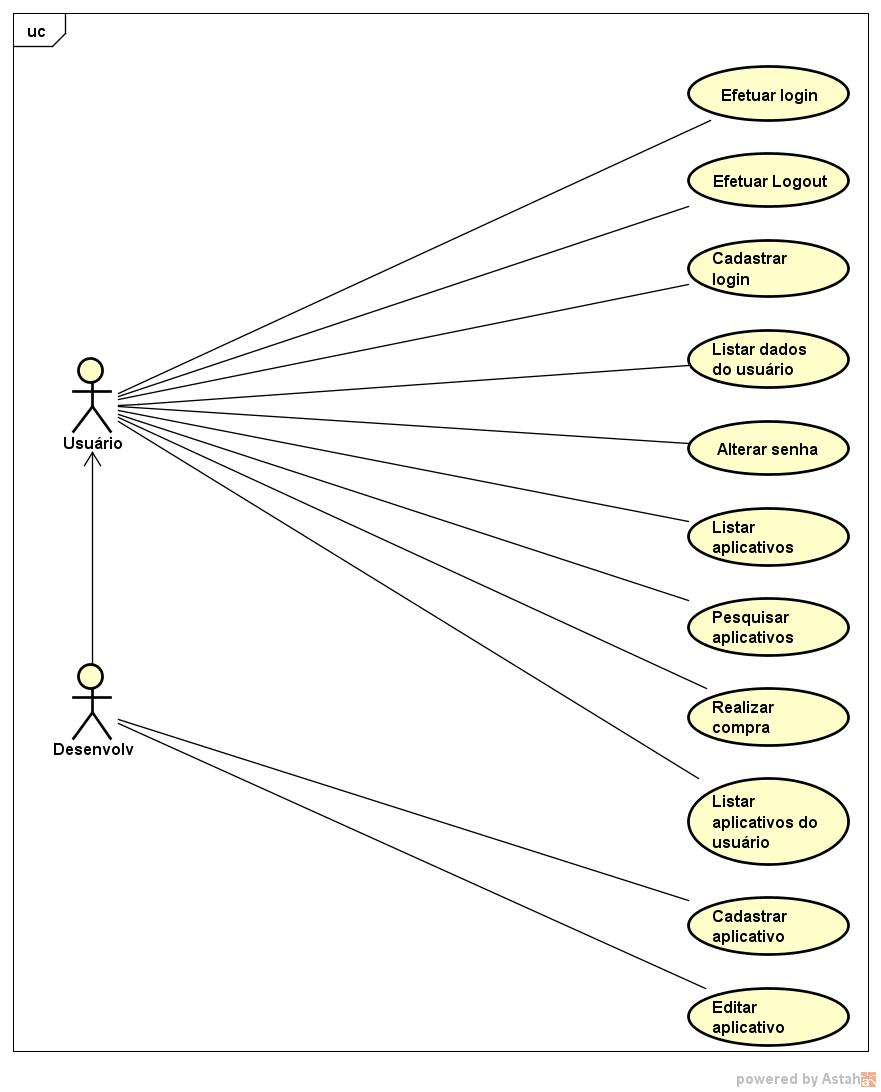 uc
Efetuar login
Efetuar Logout
Cadastrar
login
Listar dados
do usuário
Alterar senha
Usuário
Listar
aplicativos
Pesquisar
aplicativos
Realizar
compra
Desenvolv
Listar
aplicativos do
usuário
Cadastrar
aplicativo
Editar
aplicativo
powered by Astah